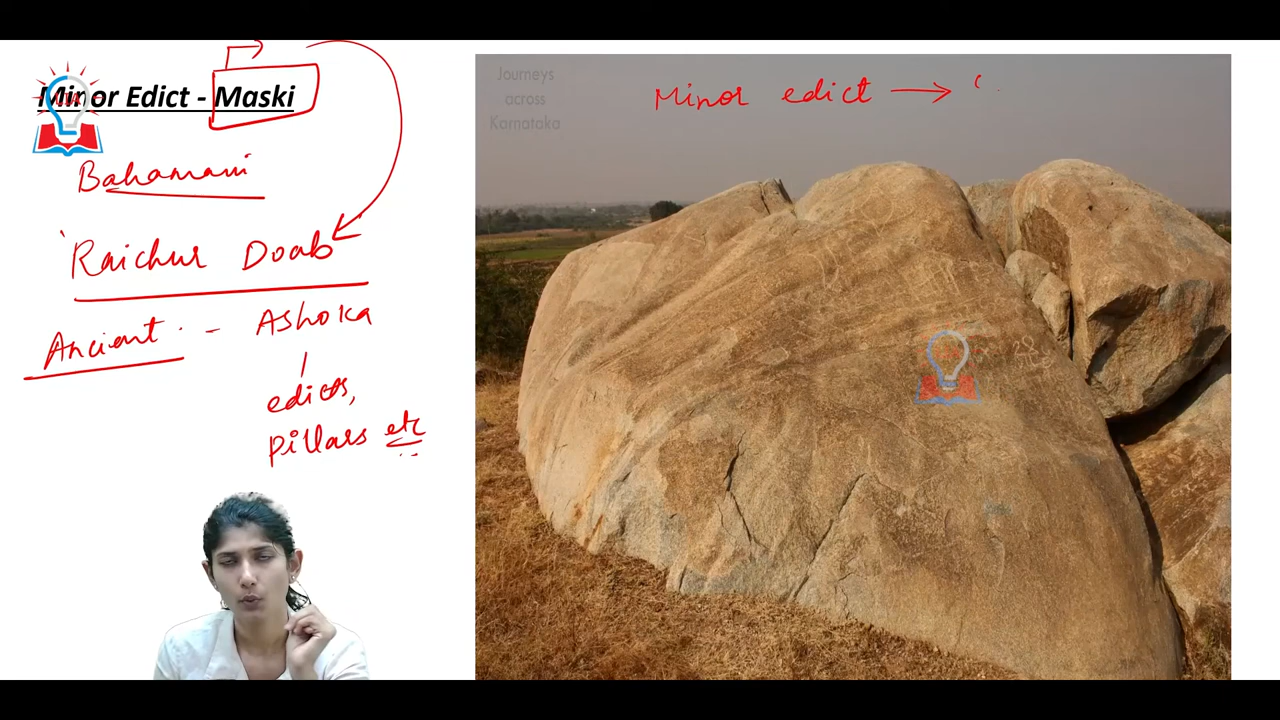 Minor Edict - Maski
Bahamani
Raichur Doab
Ancient - Ashoka
edicts,
pillars etc
Journeys
across
Karnataka
Minor edict →